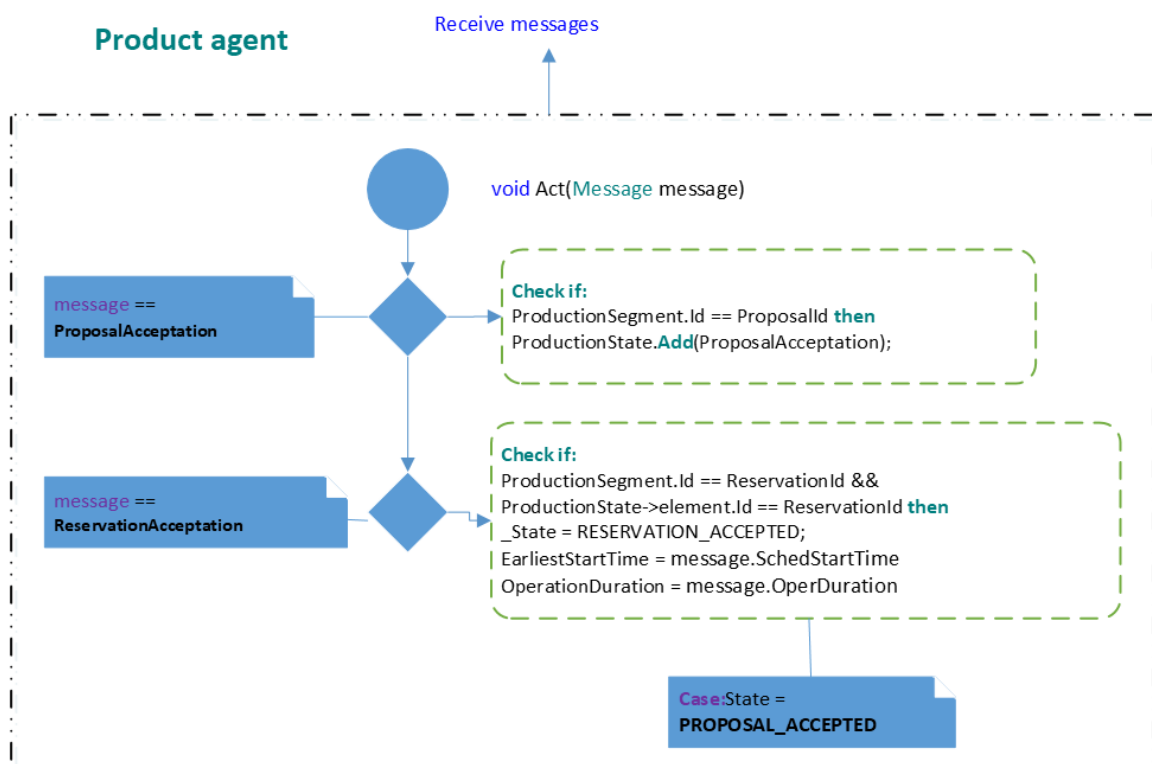 Receive messages
Product agent
void Act(Message message)
message ==
ProposalAcceptation
Check if:
ProductionSegment.Id == ProposalId then
ProductionState.Add(ProposalAcceptation);
message ==
ReservationAcceptation
Check if:
ProductionSegment.Id == ReservationId &&
ProductionState->element.Id == ReservationId then
_State = RESERVATION_ACCEPTED;
EarliestStartTime = message.SchedStartTime
OperationDuration = message.OperDuration
Case:State =
PROPOSAL_ACCEPTED